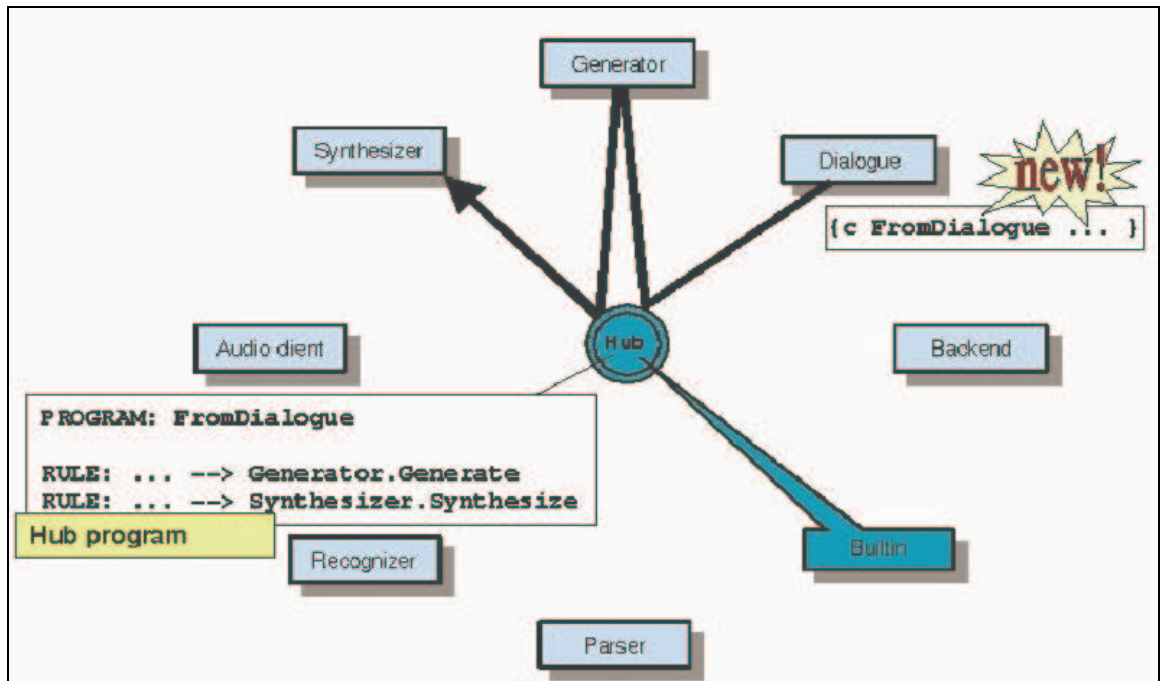 Generator
Synthesizer
Dialogue
new!
{c FromDialogue ... }
Hub
Audio client
Backend
PROGRAM: FromDialogue
RULE: ... --> Generator.Generate
RULE: ... --> Synthesizer.Synthesize
Hub program
Recognizer
Builtin
Parser